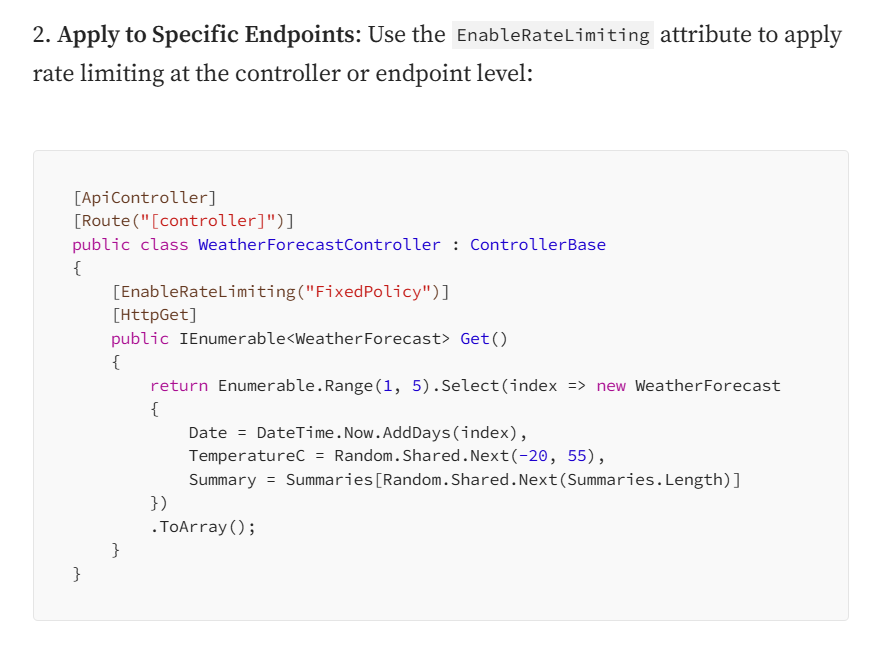 2. Apply to Specific Endpoints: Use the EnableRateLimiting attribute to apply
rate limiting at the controller or endpoint level:
[ApiController]
[Route("[controller]")]
public class WeatherForecastController : ControllerBase
{
    [EnableRateLimiting("FixedPolicy")]
    [HttpGet]
    public IEnumerable<WeatherForecast> Get()
    {
        return Enumerable.Range(1, 5).Select(index => new WeatherForecast
        {
            Date = DateTime.Now.AddDays(index),
            TemperatureC = Random.Shared.Next(-20, 55),
            Summary = Summaries[Random.Shared.Next(Summaries.Length)]
        })
        .ToArray();
    }
}